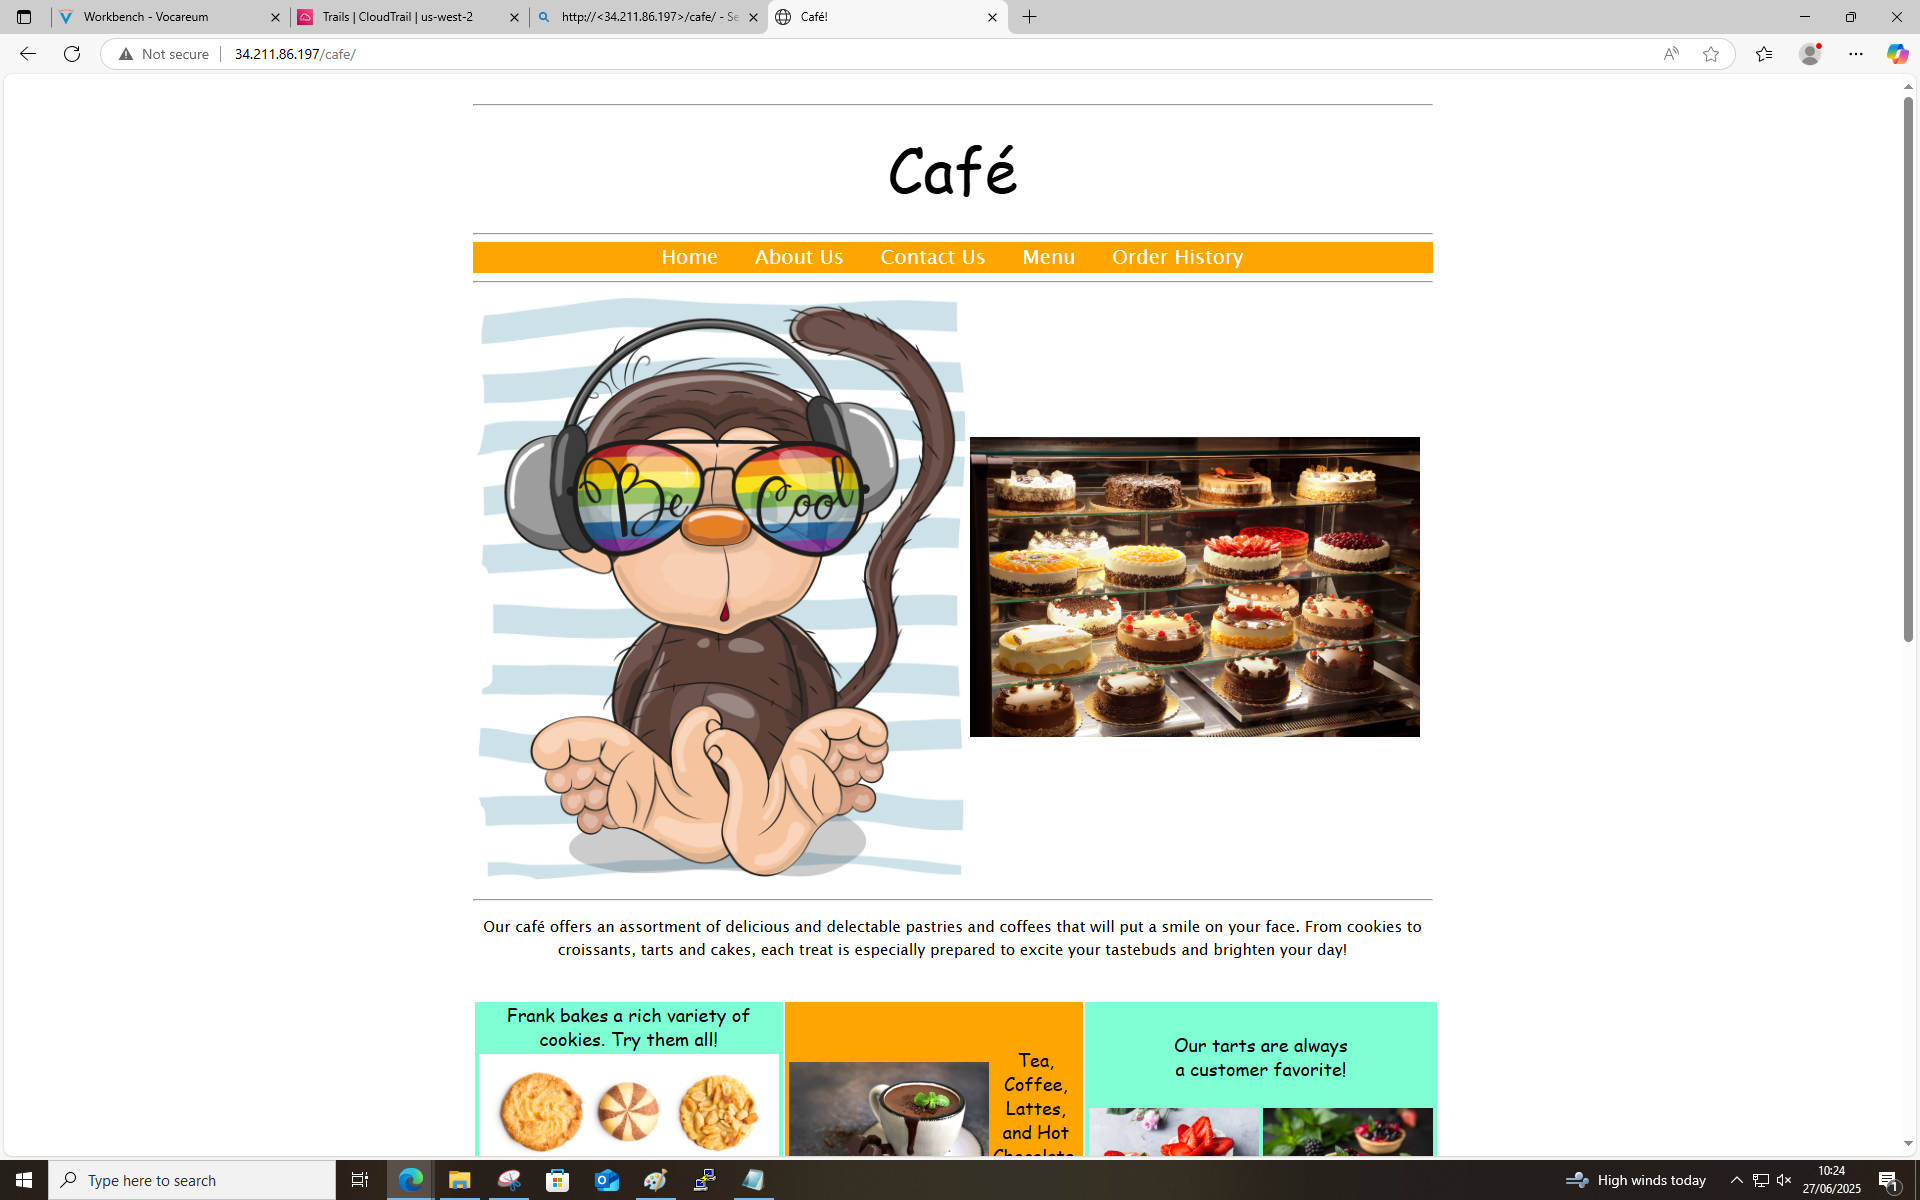 Workbench - Vocareum
Trails | CloudTrail | us-west-2
http://<34.211.86.197>/cafe/ - Se
Café!
Not secure
34.211.86.197/cafe/
Café
Home About Us Contact Us Menu Order History
Be Cool
Our café offers an assortment of delicious and delectable pastries and coffees that will put a smile on your face. From cookies to
croissants, tarts and cakes, each treat is especially prepared to excite your tastebuds and brighten your day!
Frank bakes a rich variety of
cookies. Try them all!
Tea,
Coffee,
Lattes,
and Hot
Chocolate
Our tarts are always
a customer favorite!
Type here to search
High winds today
10:24
27/06/2025
1